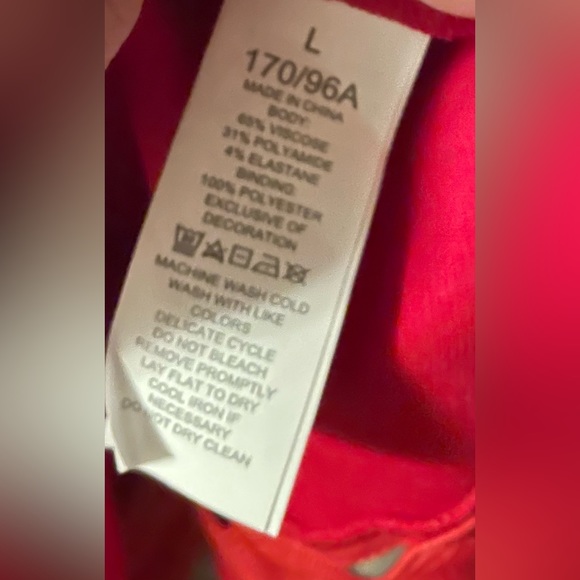 L
170/96A
MADE IN CHINA
BODY:
65% VISCOSE
31% POLYAMIDE
4% ELASTANE
BINDING:
100% POLYESTER
EXCLUSIVE OF
DECORATION
MACHINE WASH COLD
WASH WITH LIKE
COLORS
DELICATE CYCLE
DO NOT BLEACH
REMOVE PROMPTLY
LAY FLAT TO DRY
COOL IRON IF
NECESSARY
DO NOT DRY CLEAN